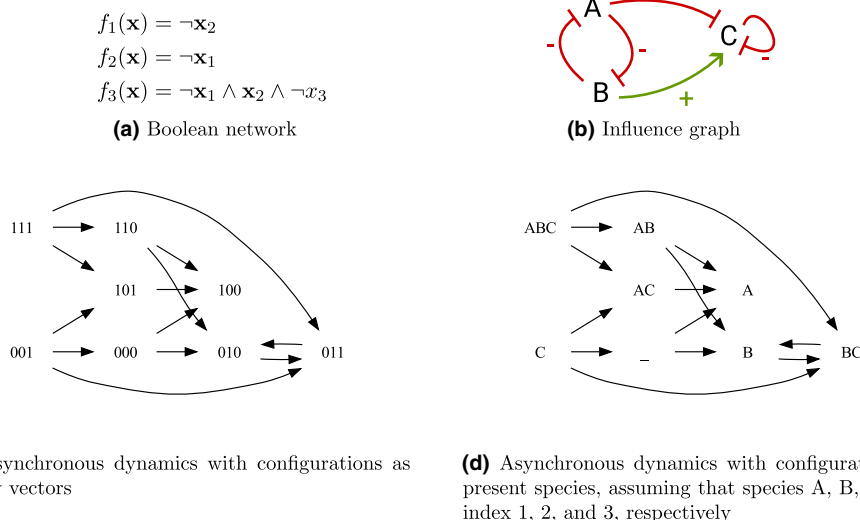 f₁(x) = ¬x₂
f₂(x) = ¬x₁
f₃(x) = ¬x₁ ∧ x₂ ∧ ¬x₃
(a) Boolean network
A
C
B
-
-
-
+
(b) Influence graph
111
110
101
100
001
000
010
011
ABC
AB
AC
A
C
_
B
BC
synchronous dynamics with configurations as
vectors
(d) Asynchronous dynamics with
present species, assuming that species A, B,
index 1, 2, and 3, respectively